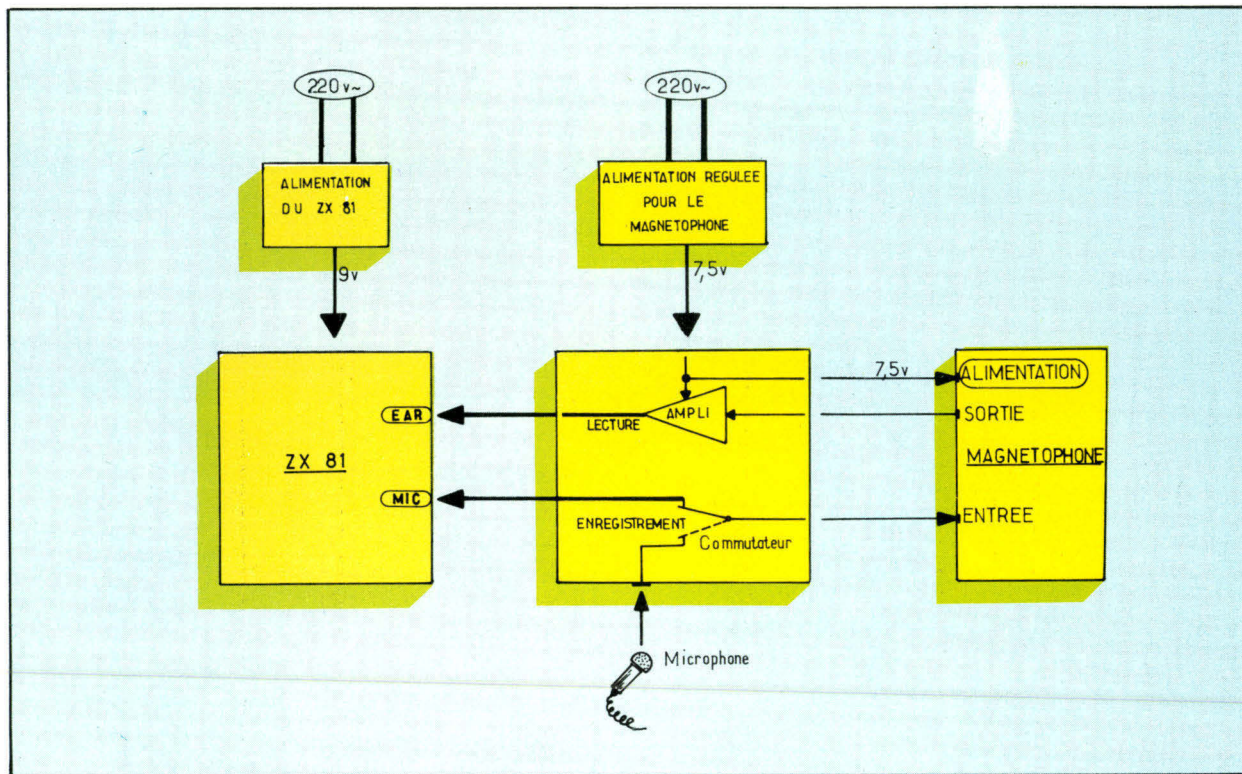 220v~
220v~
ALIMENTATION
DU ZX 81
ALIMENTATION REGULEE
POUR LE
MAGNETOPHONE
9v
7,5v
7,5v
ALIMENTATION
EAR
LECTURE
AMPLI
SORTIE
ZX 81
MAGNETOPHONE
MIC
ENREGISTREMENT
ENTREE
Commutateur
Microphone